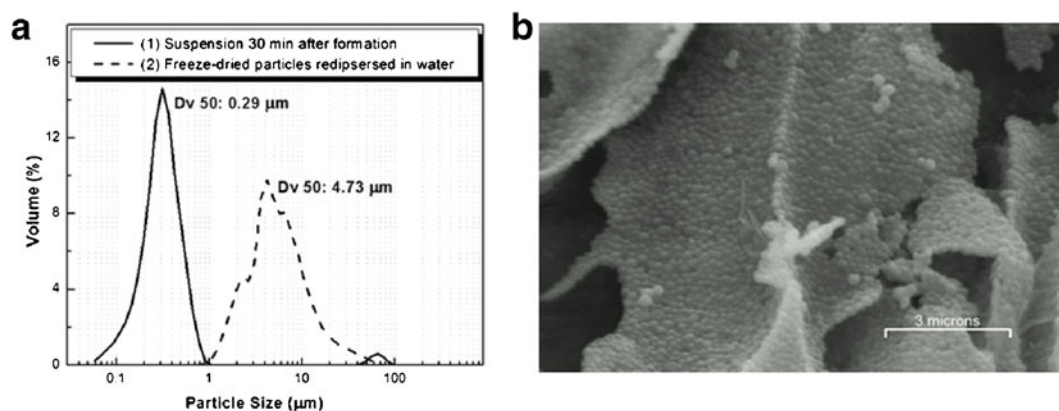 a
(1) Suspension 30 min after formation
(2) Freeze-dried particles redipsersed in water
Dv 50: 0.29 μm
Dv 50: 4.73 μm
Volume (%)
16
12
8
4
0
0.1 1 10 100
Particle Size (μm)
b
3 microns